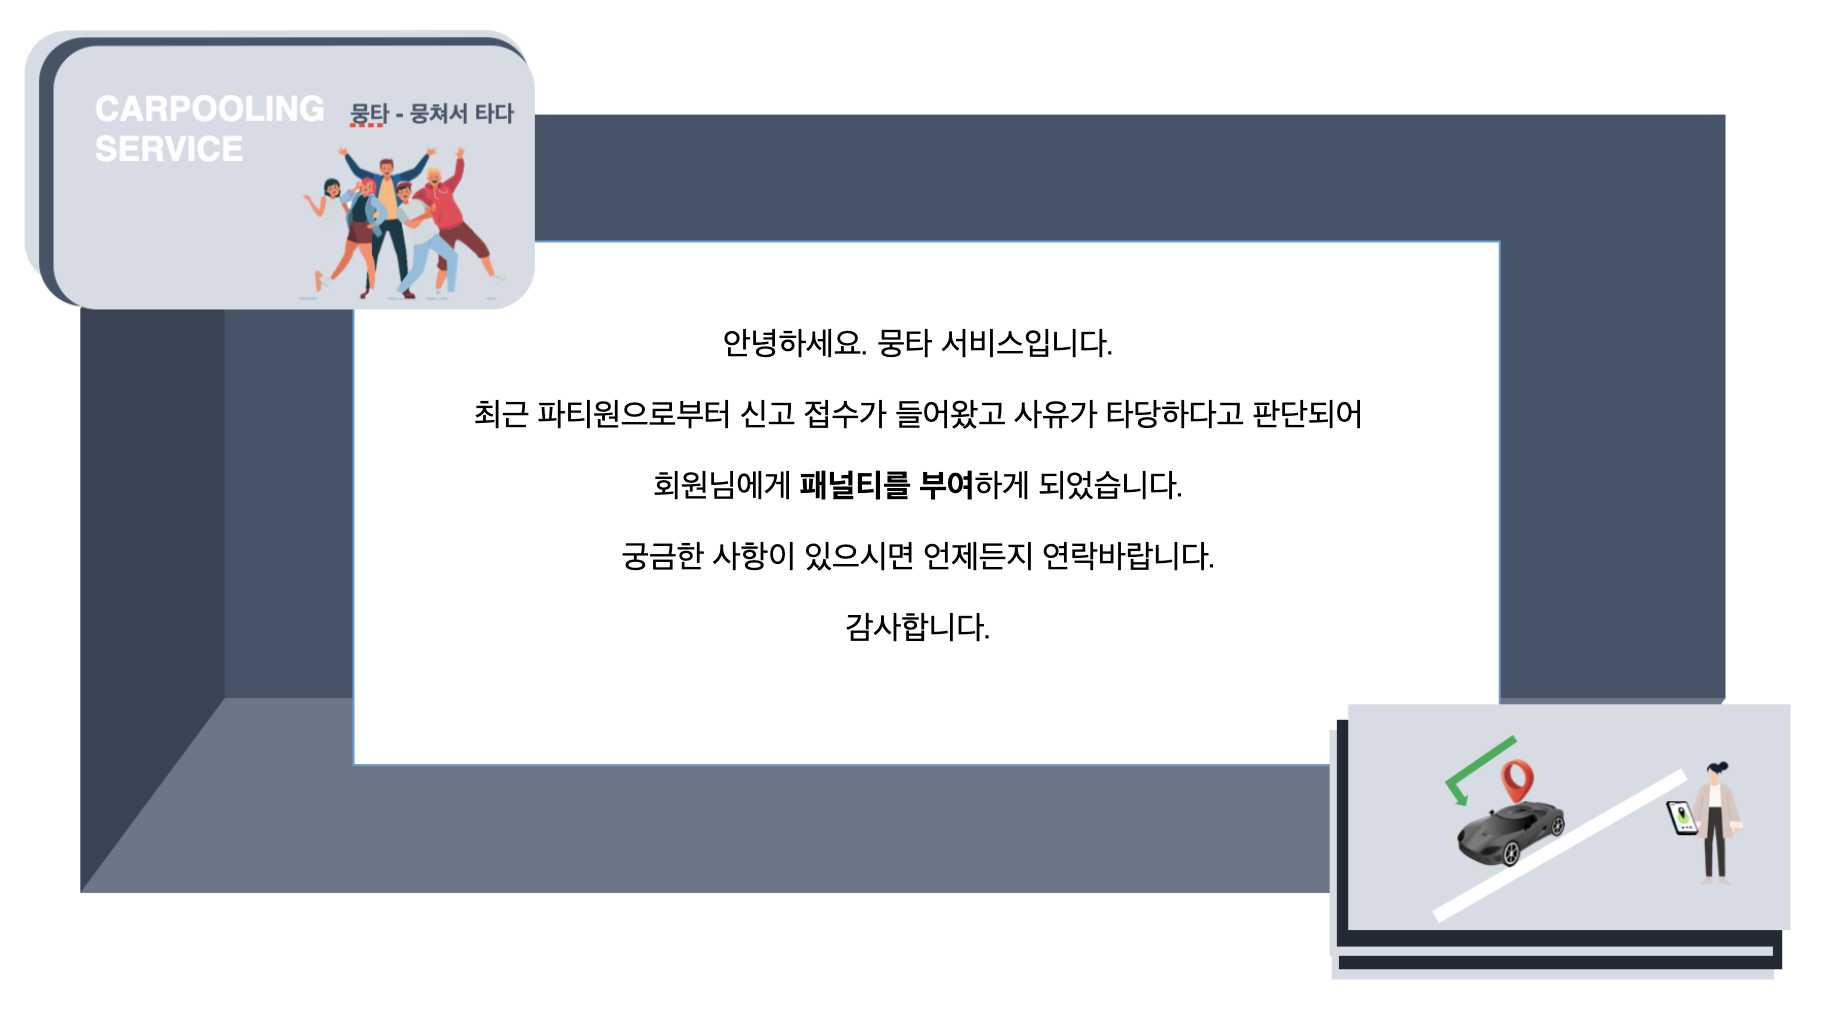 CARPOOLING
SERVICE
뭉타 - 뭉쳐서 타다
안녕하세요. 뭉타 서비스입니다.
최근 파티원으로부터 신고 접수가 들어왔고 사유가 타당하다고 판단되어
회원님에게 패널티를 부여하게 되었습니다.
궁금한 사항이 있으시면 언제든지 연락바랍니다.
감사합니다.